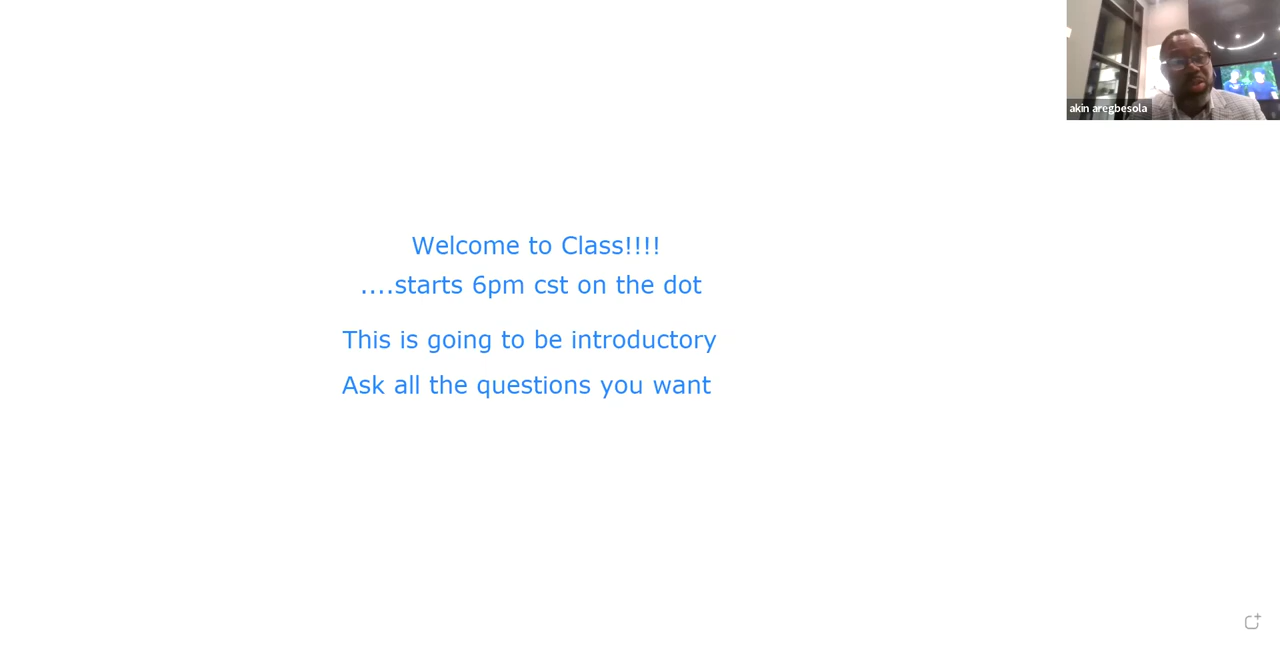 akin aregbesola
Welcome to Class!!!!
....starts 6pm cst on the dot
This is going to be introductory
Ask all the questions you want